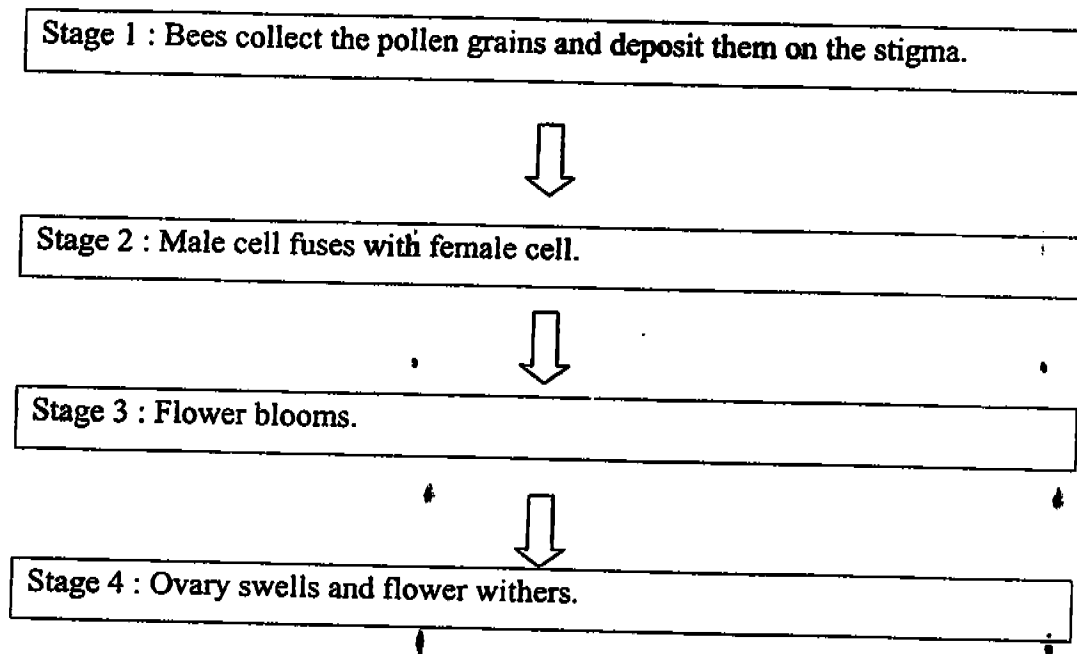 Stage 1 : Bees collect the pollen grains and deposit them on the stigma.
Stage 2 : Male cell fuses with female cell.
Stage 3 : Flower blooms.
Stage 4 : Ovary swells and flower withers.